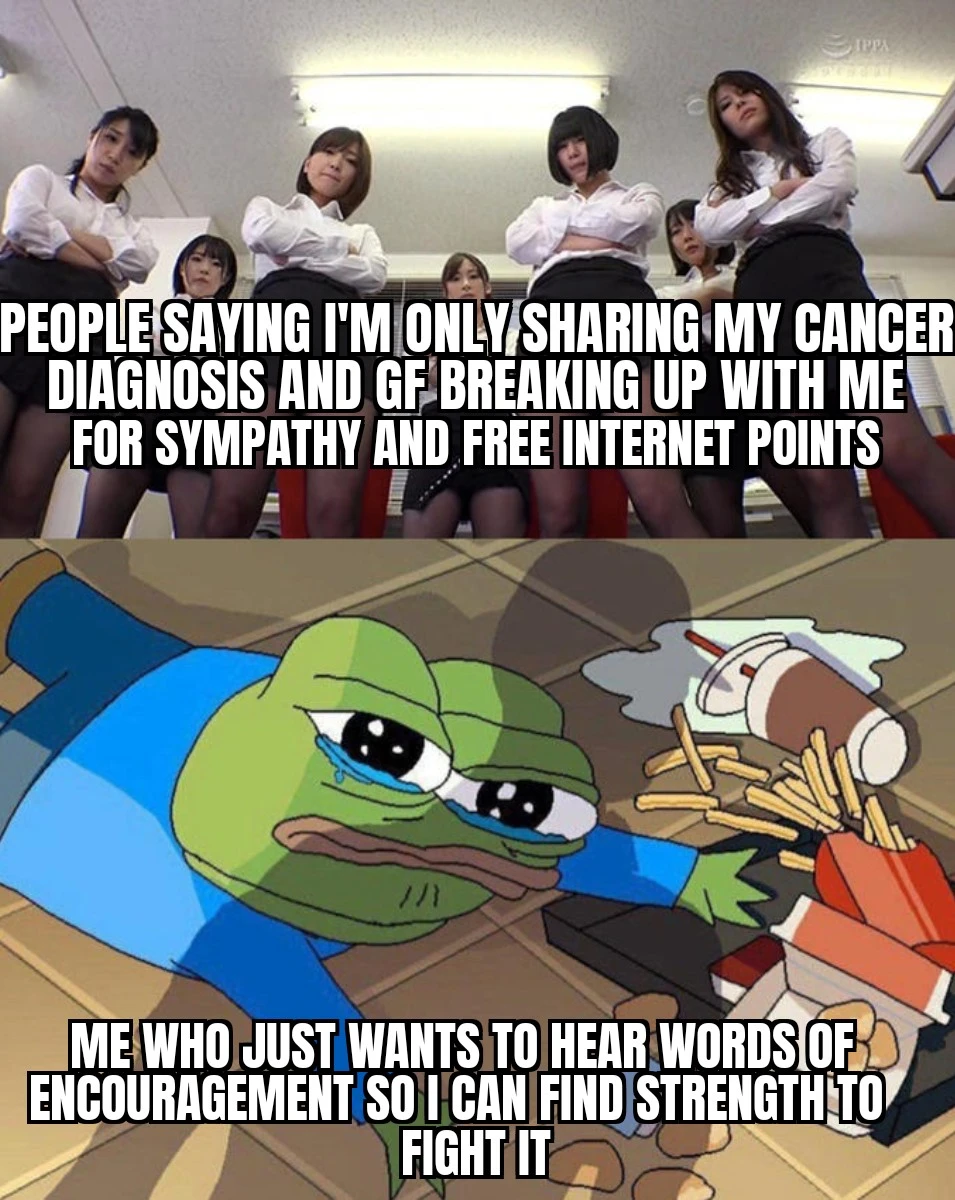 IPPA
PEOPLE SAYING I'M ONLY SHARING MY CANCER
DIAGNOSIS AND GF BREAKING UP WITH ME
FOR SYMPATHY AND FREE INTERNET POINTS
ME WHO JUST WANTS TO HEAR WORDS OF
ENCOURAGEMENT SO I CAN FIND STRENGTH TO
FIGHT IT